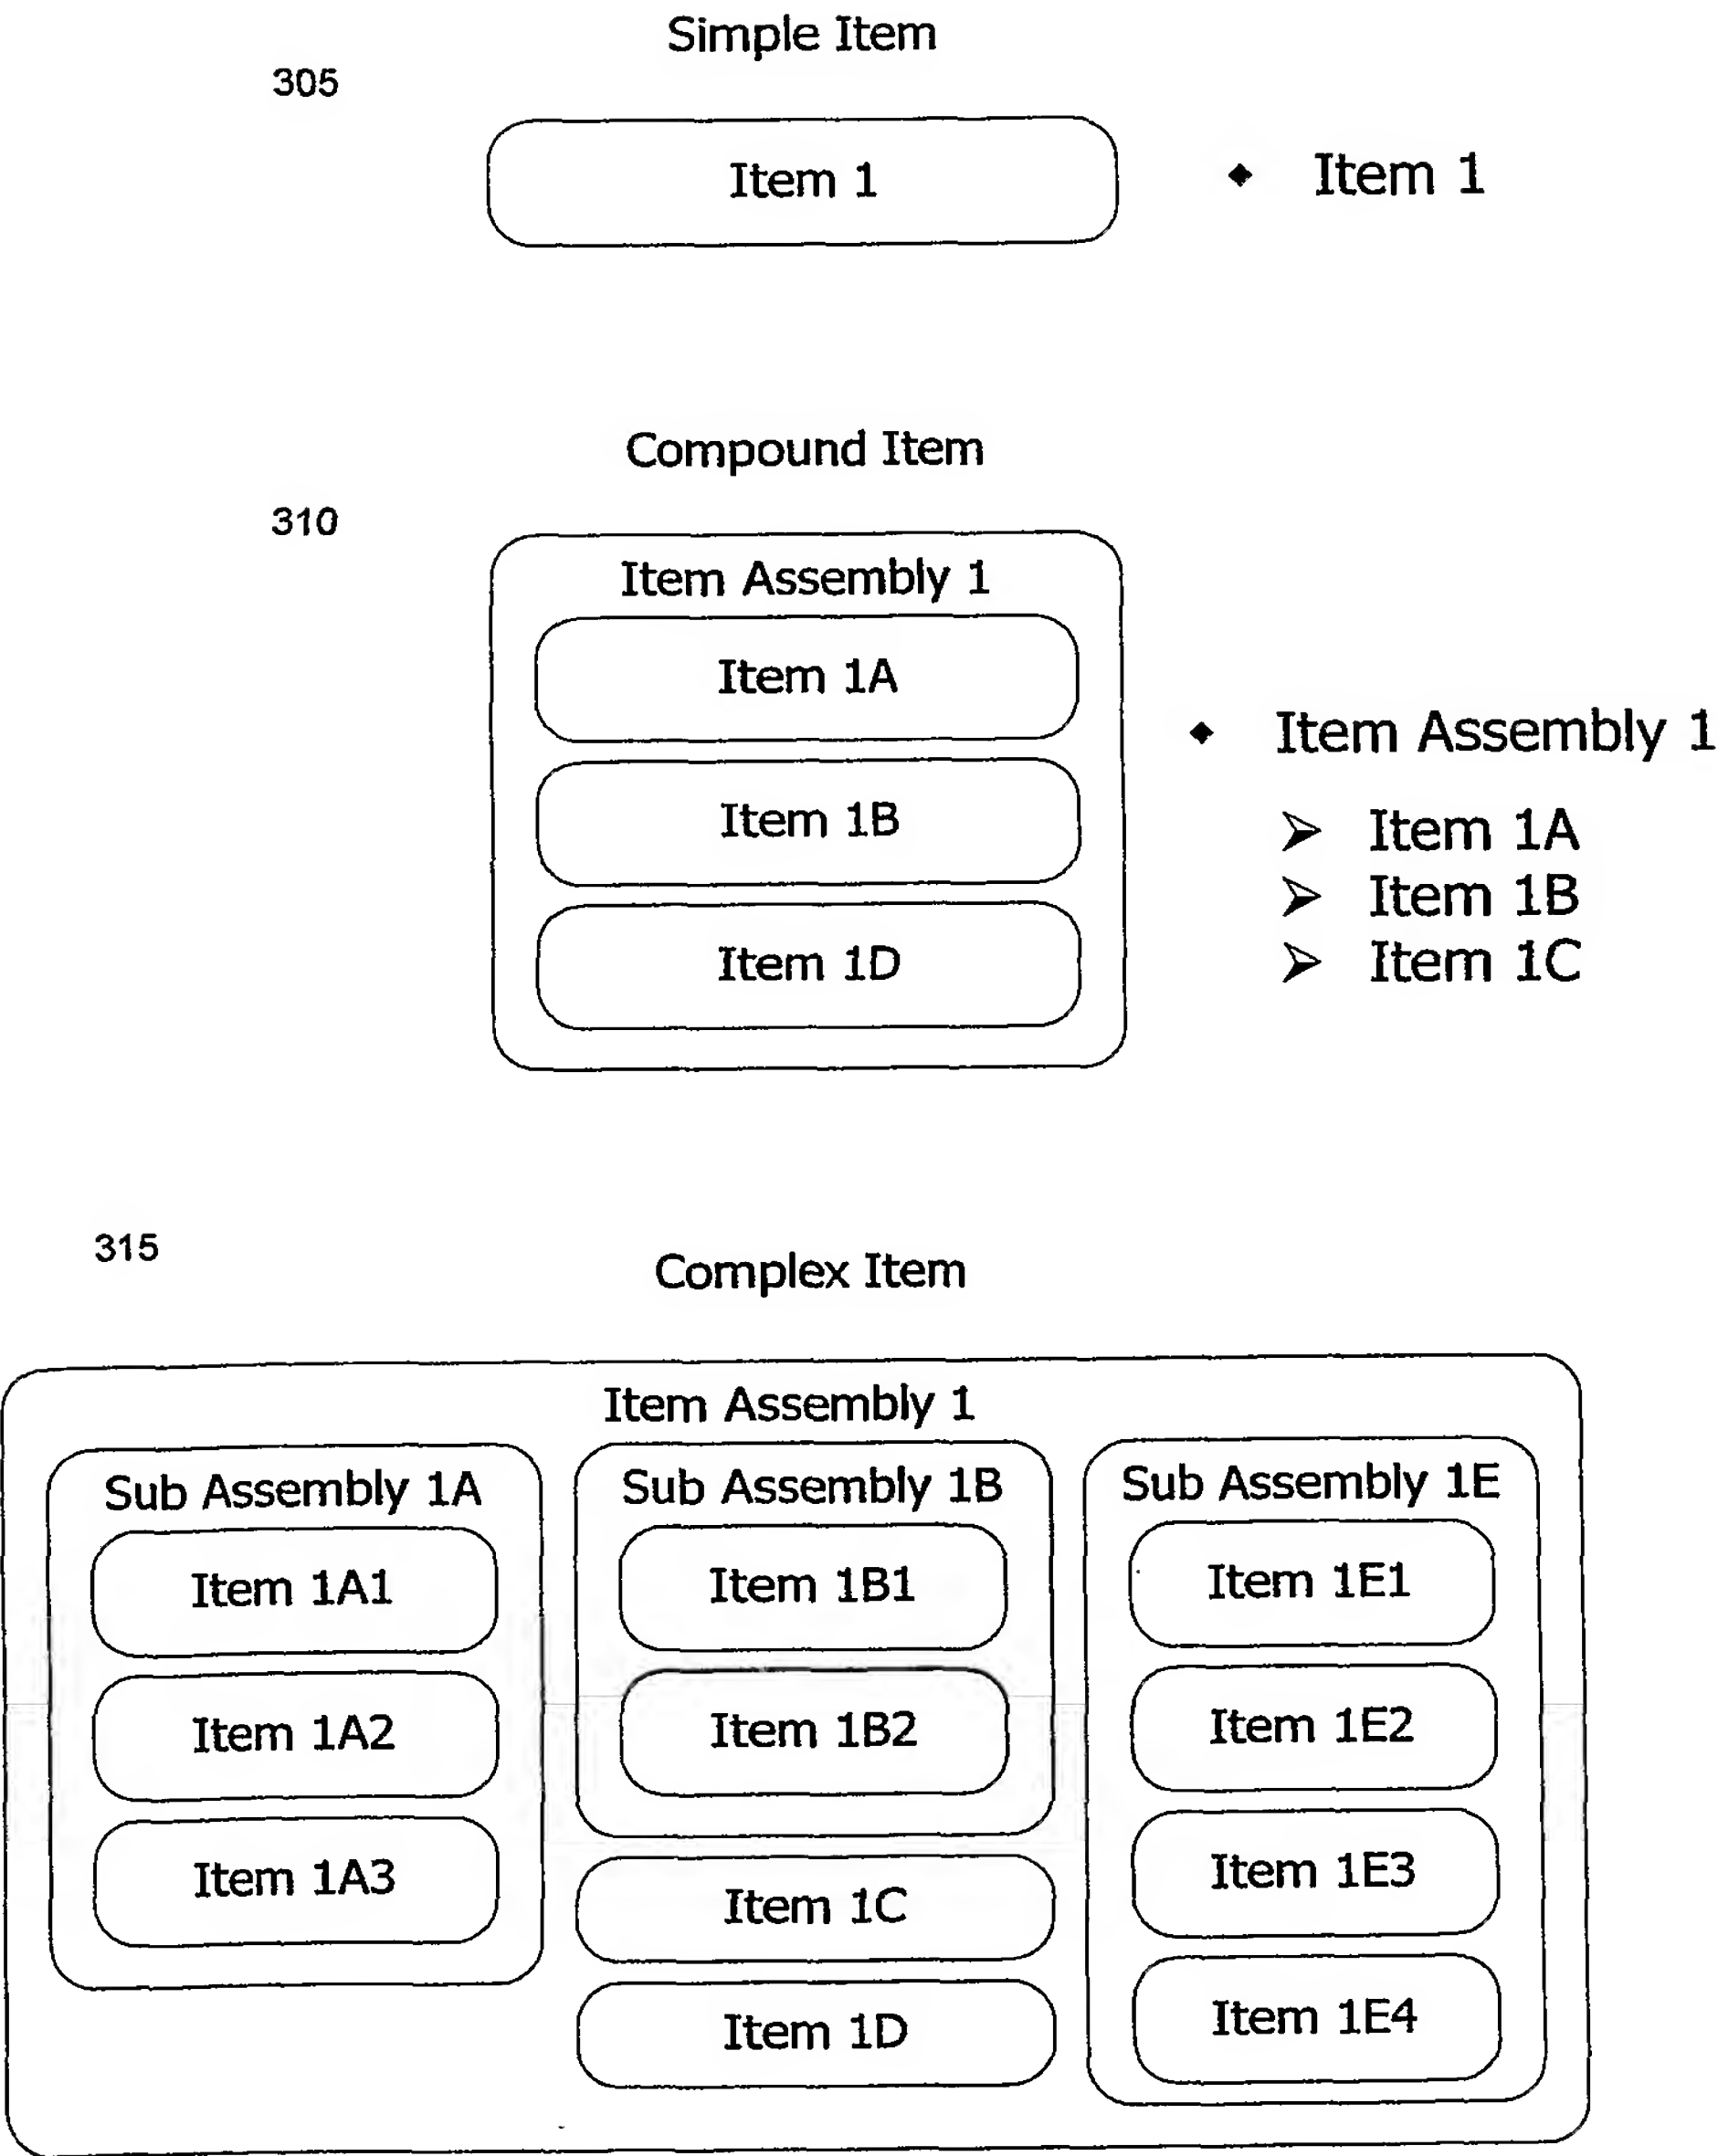 Simple Item
305
Item 1
◆ Item 1
Compound Item
310
Item Assembly 1
Item 1A
Item 1B
Item 1D
◆ Item Assembly 1
➢ Item 1A
➢ Item 1B
➢ Item 1C
315
Complex Item
Item Assembly 1
Sub Assembly 1A
Item 1A1
Item 1A2
Item 1A3
Sub Assembly 1B
Item 1B1
Item 1B2
Item 1C
Item 1D
Sub Assembly 1E
Item 1E1
Item 1E2
Item 1E3
Item 1E4